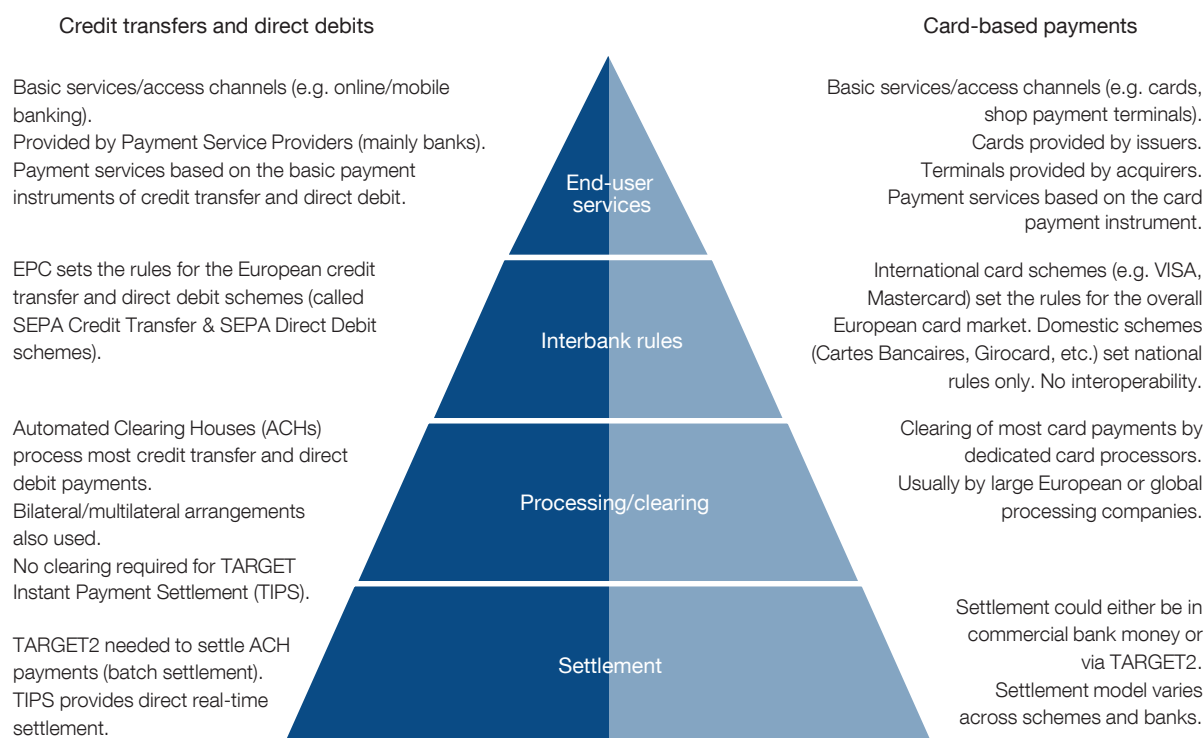 Credit transfers and direct debits
Card-based payments
Basic services/access channels (e.g. online/mobile
banking).
Provided by Payment Service Providers (mainly banks).
Payment services based on the basic payment
instruments of credit transfer and direct debit.
End-user
services
Basic services/access channels (e.g. cards,
shop payment terminals).
Cards provided by issuers.
Terminals provided by acquirers.
Payment services based on the card
payment instrument.
EPC sets the rules for the European credit
transfer and direct debit schemes (called
SEPA Credit Transfer & SEPA Direct Debit
schemes).
Interbank rules
International card schemes (e.g. VISA,
Mastercard) set the rules for the overall
European card market. Domestic schemes
(Cartes Bancaires, Girocard, etc.) set national
rules only. No interoperability.
Automated Clearing Houses (ACHs)
process most credit transfer and direct
debit payments.
Bilateral/multilateral arrangements
also used.
No clearing required for TARGET
Instant Payment Settlement (TIPS).
Processing/clearing
Clearing of most card payments by
dedicated card processors.
Usually by large European or global
processing companies.
TARGET2 needed to settle ACH
payments (batch settlement).
TIPS provides direct real-time
settlement.
Settlement
Settlement could either be in
commercial bank money or
via TARGET2.
Settlement model varies
across schemes and banks.